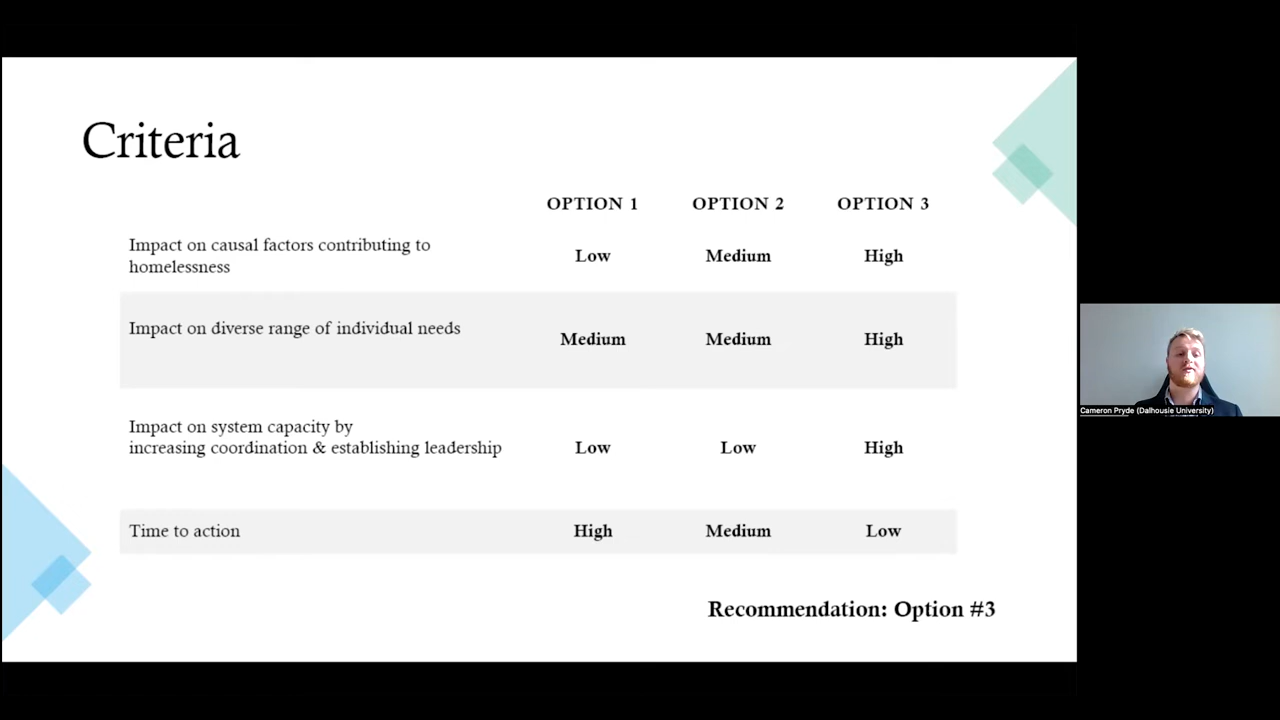 Criteria
OPTION 1 OPTION 2 OPTION 3
Impact on causal factors contributing to
homelessness
Low Medium High
Impact on diverse range of individual needs
Medium Medium High
Impact on system capacity by
increasing coordination & establishing leadership
Low Low High
Time to action High Medium Low
Recommendation: Option #3
Cameron Pryde (Dalhousie University)